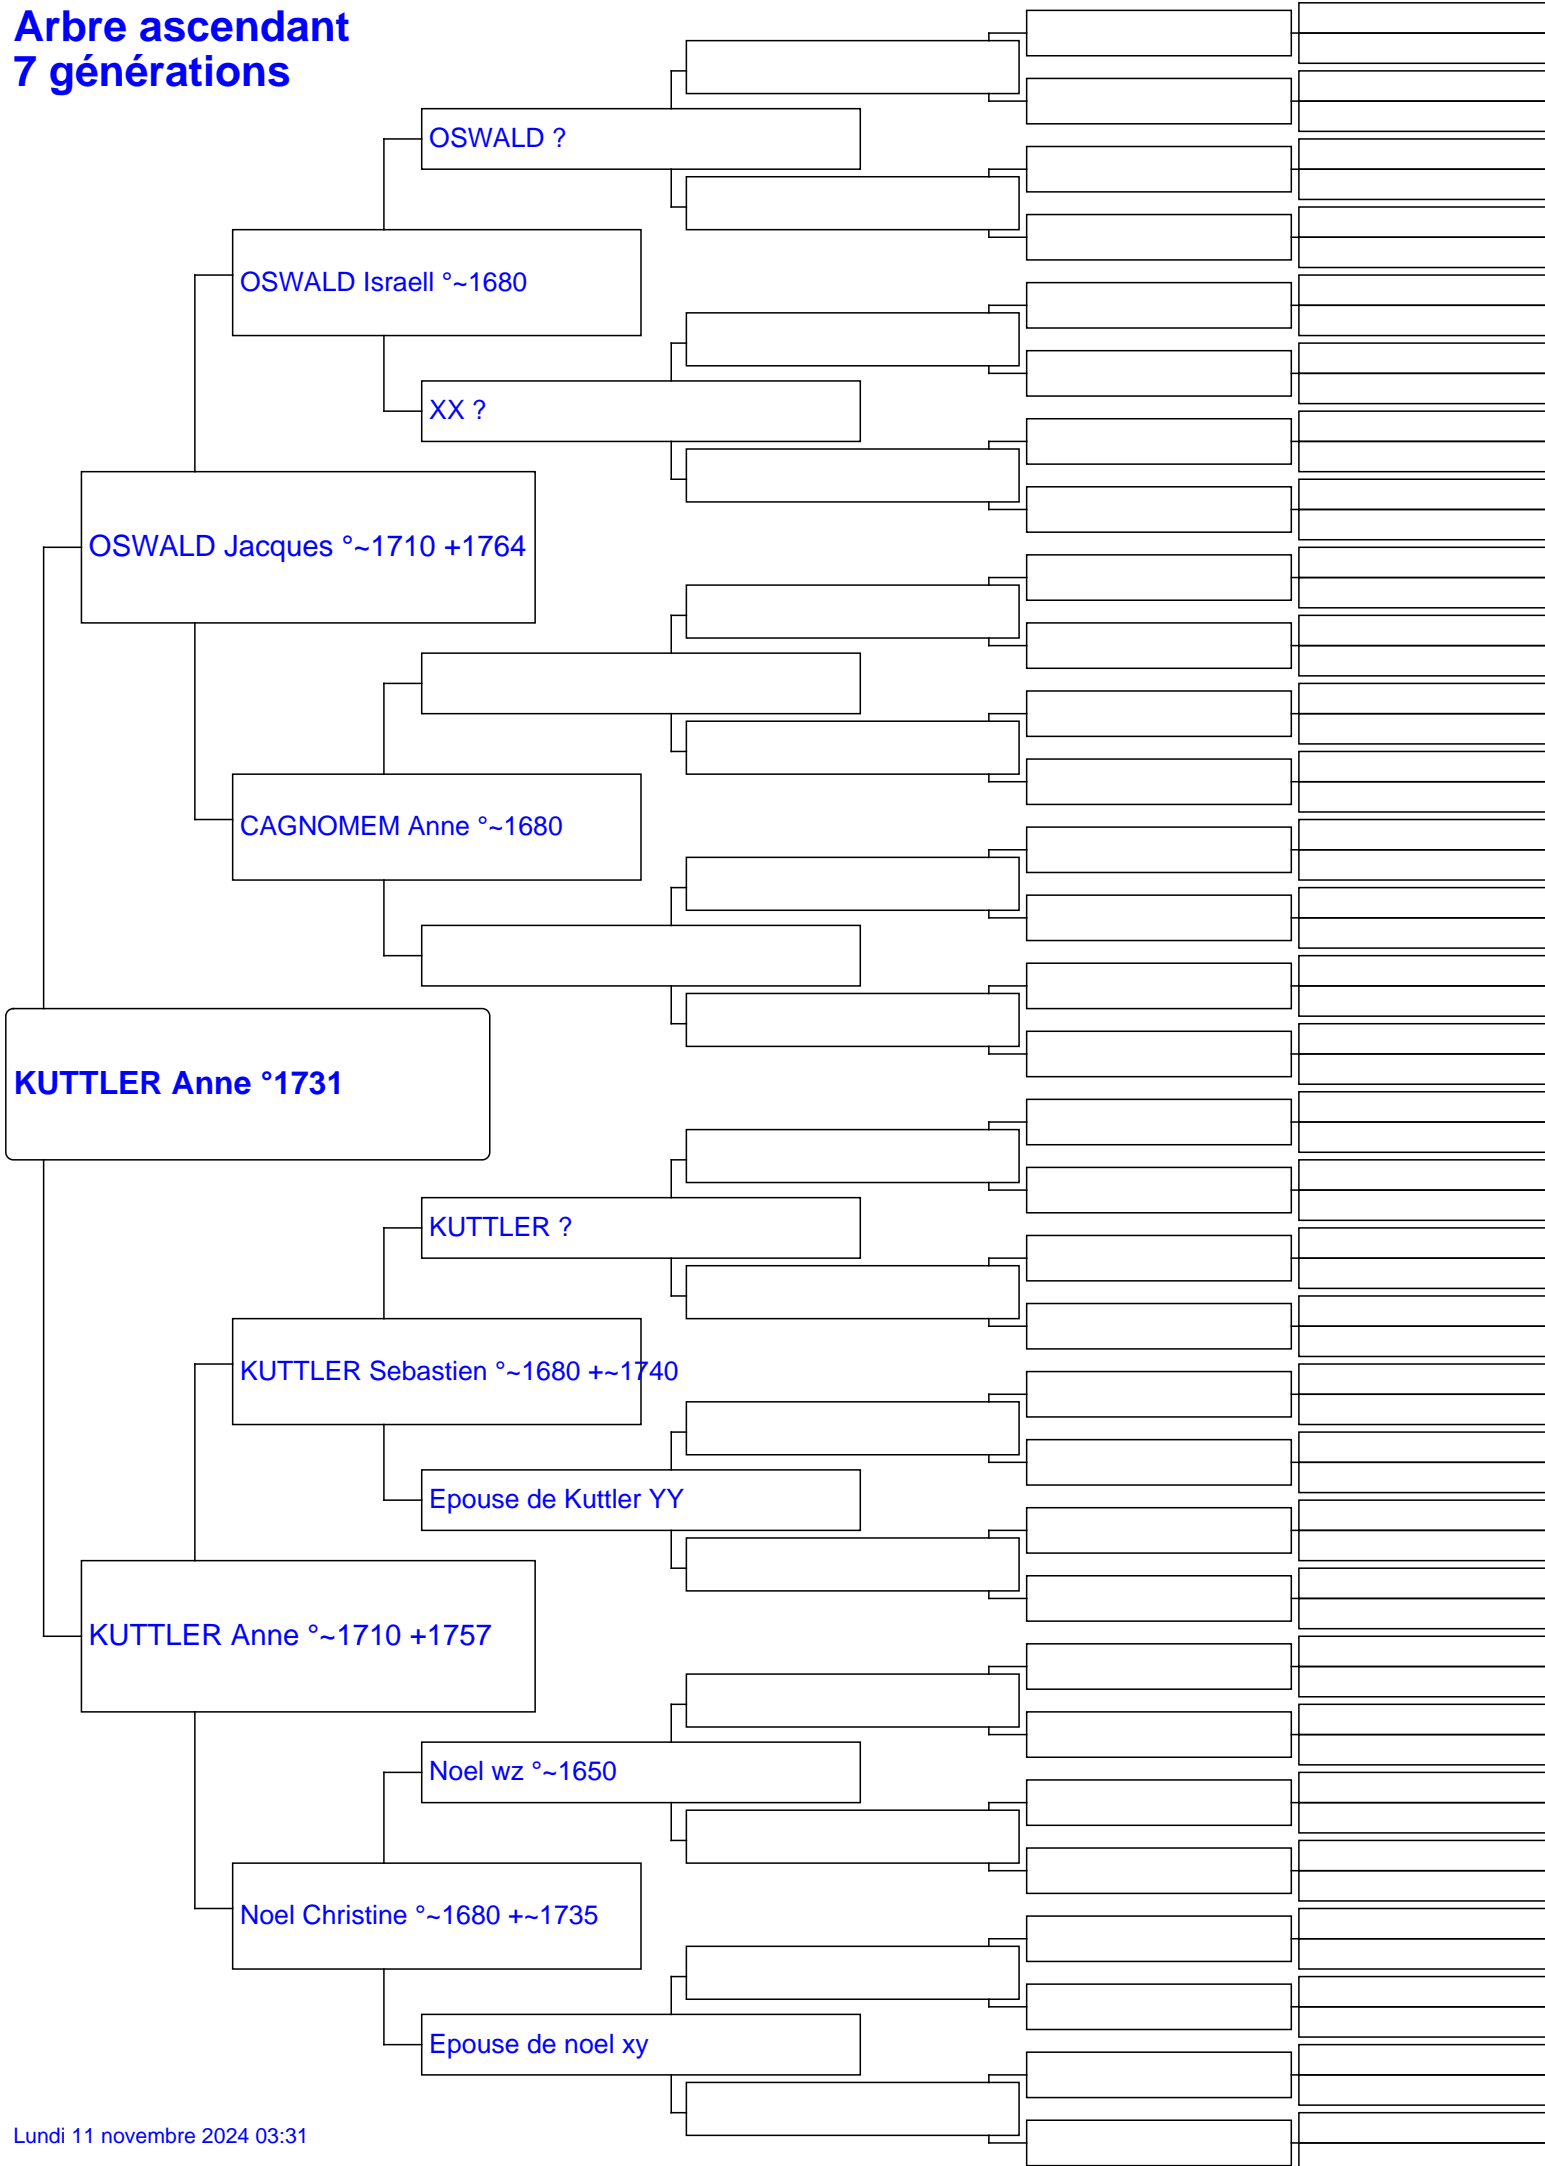 Arbre ascendant
7 générations
OSWALD ?
OSWALD Israell °~1680
XX ?
OSWALD Jacques °~1710 +1764
CAGNOMEM Anne °~1680
KUTTLER Anne °1731
KUTTLER ?
KUTTLER Sebastien °~1680 +~1740
Epouse de Kuttler YY
KUTTLER Anne °~1710 +1757
Noel wz °~1650
Noel Christine °~1680 +~1735
Epouse de noel xy
Lundi 11 novembre 2024 03:31